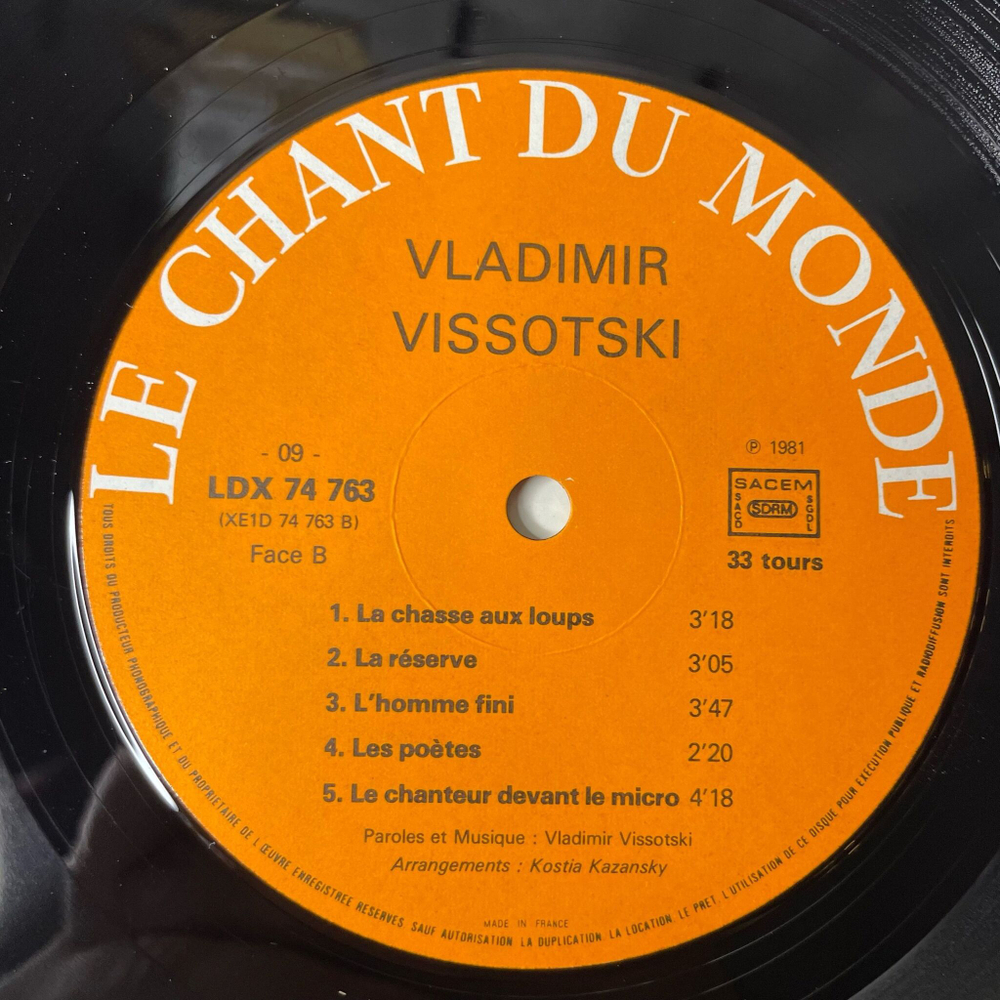 LE CHANT DU MONDE
VLADIMIR
VISSOTSKI
- 09 -
LDX 74 763
(XE1D 74 763 B)
Face B
℗ 1981
SACEM
SACD
SDRM
SGDL
33 tours
1. La chasse aux loups 3'18
2. La réserve 3'05
3. L'homme fini 3'47
4. Les poètes 2'20
5. Le chanteur devant le micro 4'18
Paroles et Musique : Vladimir Vissotski
Arrangements : Kostia Kazansky
MADE IN FRANCE
TOUS DROITS DU PRODUCTEUR PHONOGRAPHIQUE ET DU PROPRIETAIRE DE L'ŒUVRE ENREGISTREE RESERVES SAUF AUTORISATION LA DUPLICATION, LA LOCATION, LE PRET, L'UTILISATION DE CE DISQUE POUR EXECUTION PUBLIQUE ET RADIODIFFUSION SONT INTERDITS